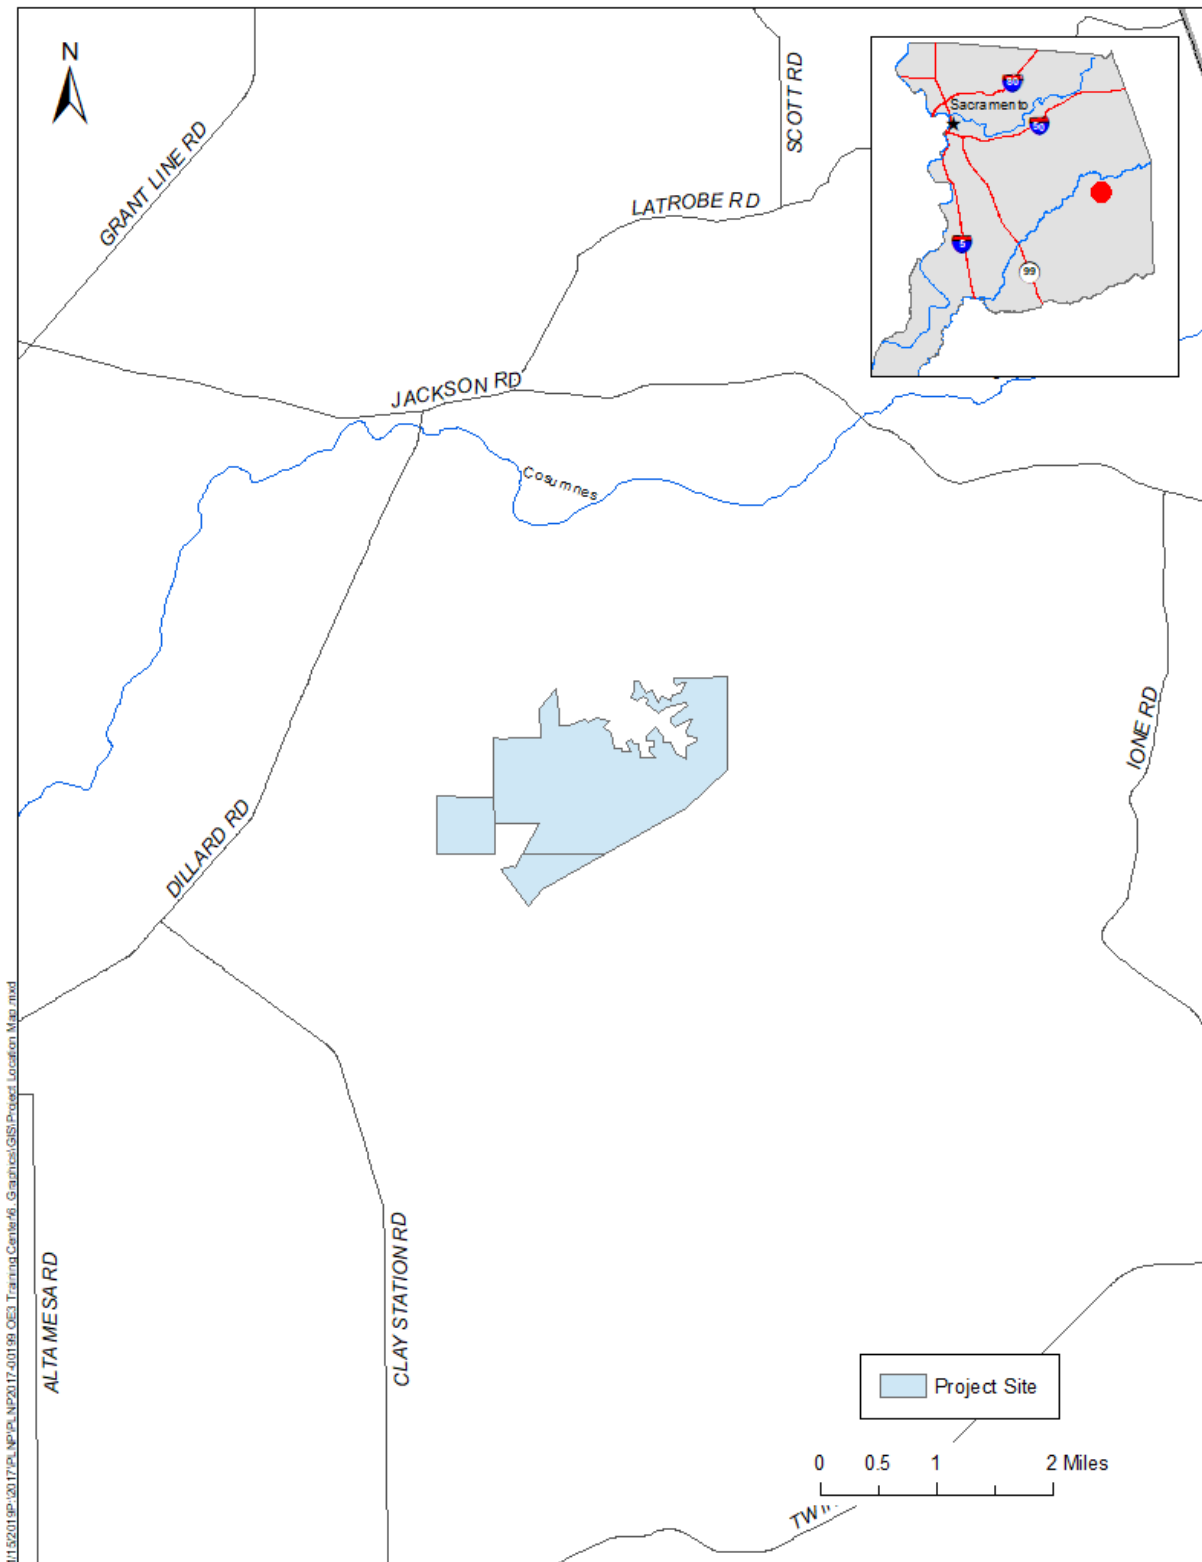 N
GRANT LINE RD
SCOTT RD
LATROBE RD
80
Sacramento
50
5
99
JACKSON RD
Cosumnes
IONE RD
DILLARD RD
ALTA MESA RD
CLAY STATION RD
Project Site
0 0.5 1 2 Miles
TWIN